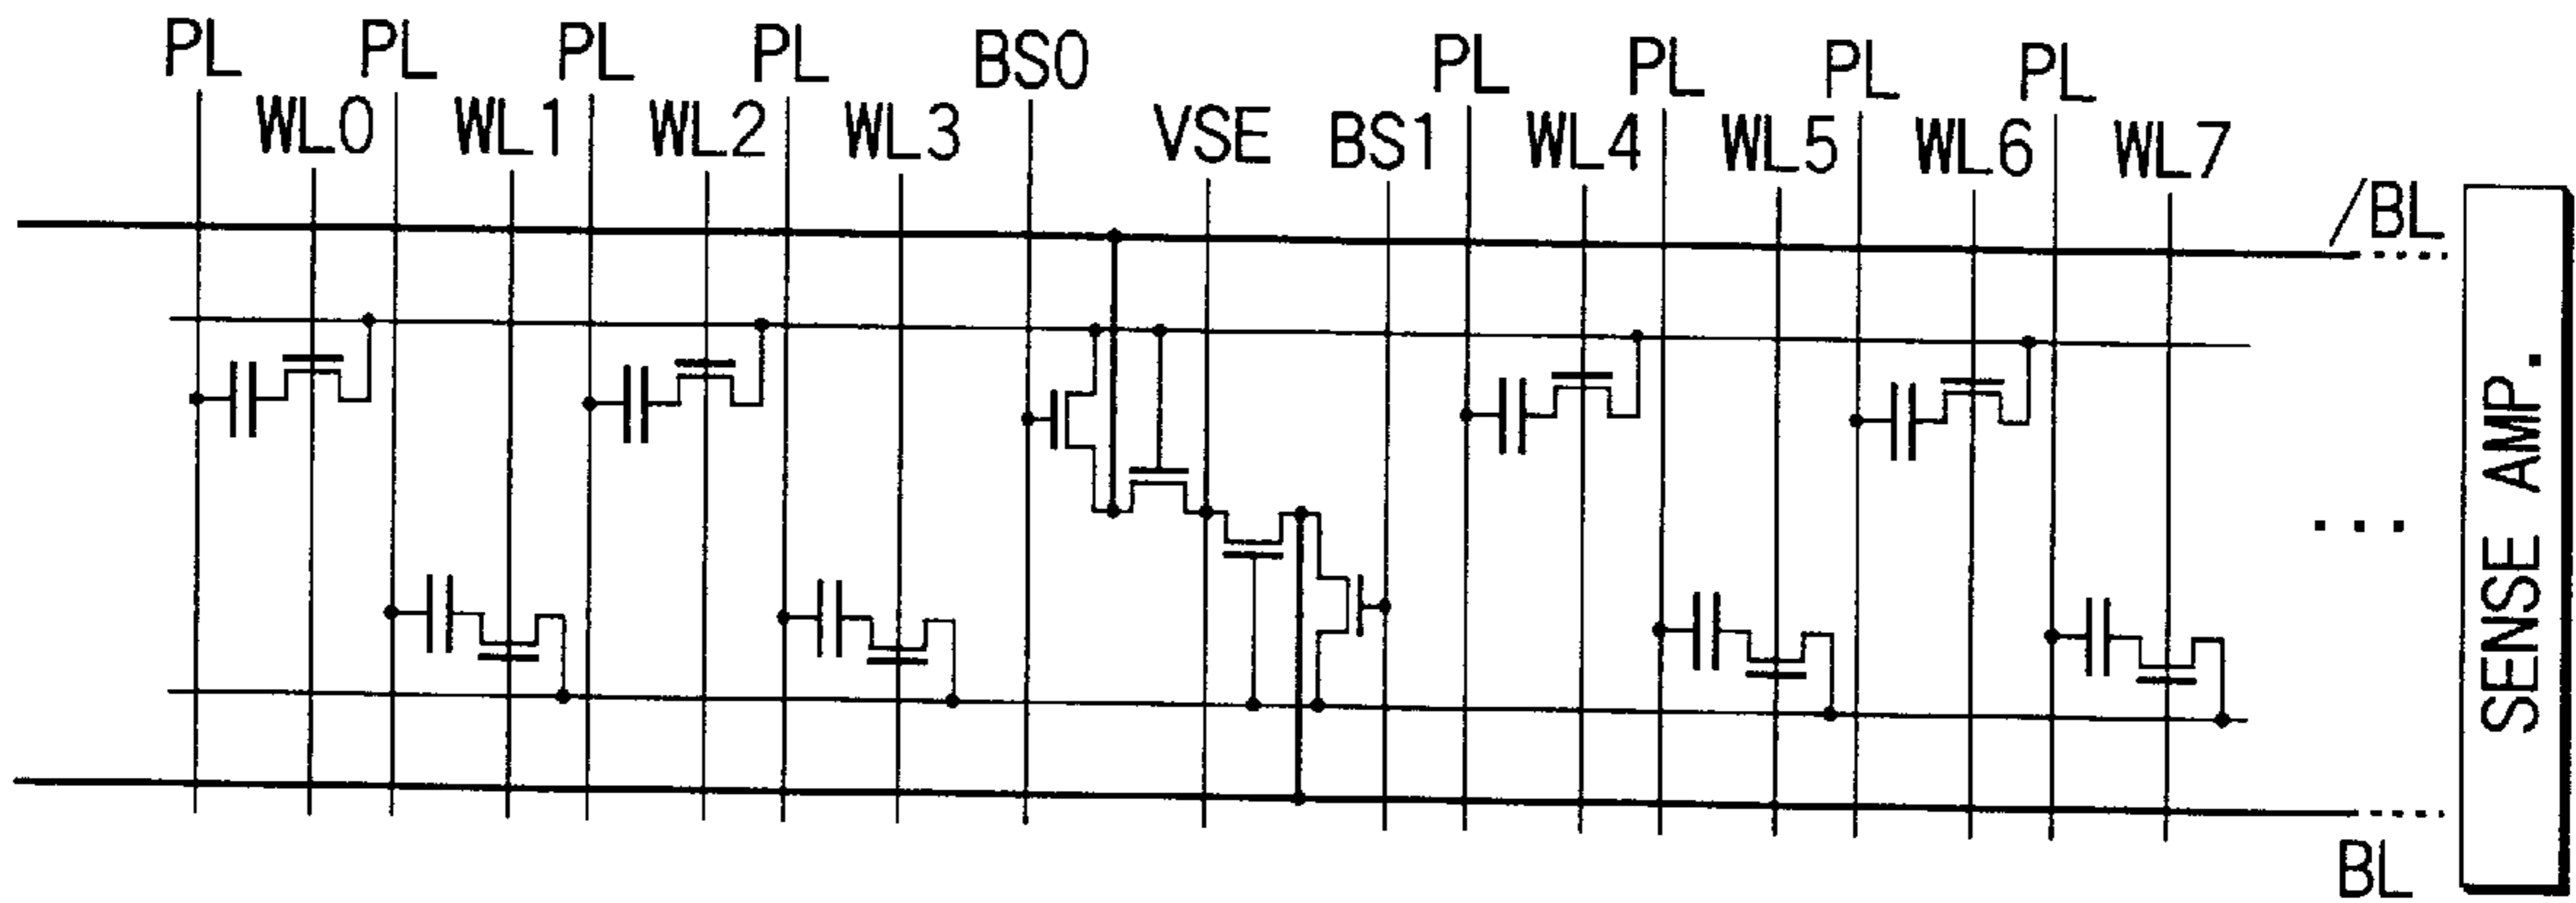 PL PL PL PL BS0 PL PL PL PL
WL0 WL1 WL2 WL3 VSE BS1 WL4 WL5 WL6 WL7
/BL
SENSE AMP.
...
BL